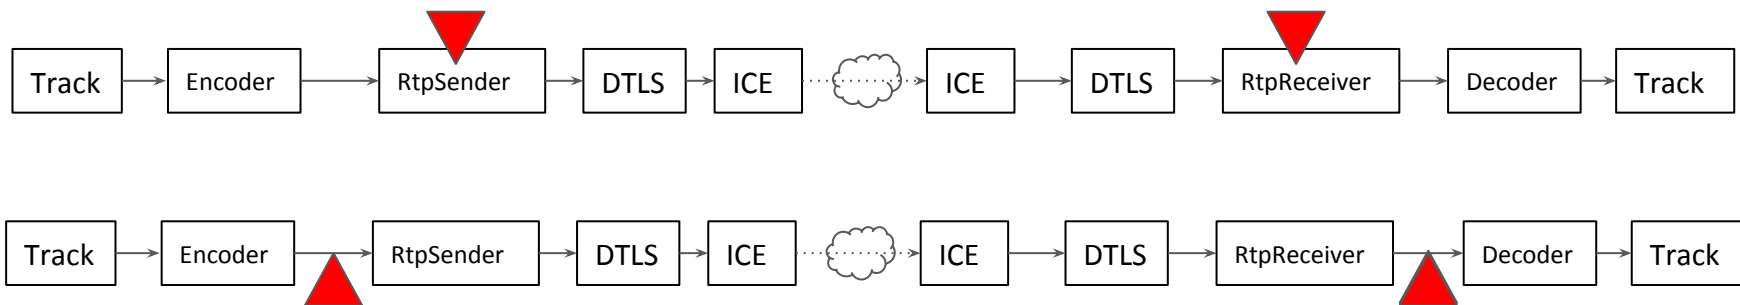 Track Encoder RtpSender DTLS ICE ICE DTLS RtpReceiver Decoder Track
Track Encoder RtpSender DTLS ICE ICE DTLS RtpReceiver Decoder Track